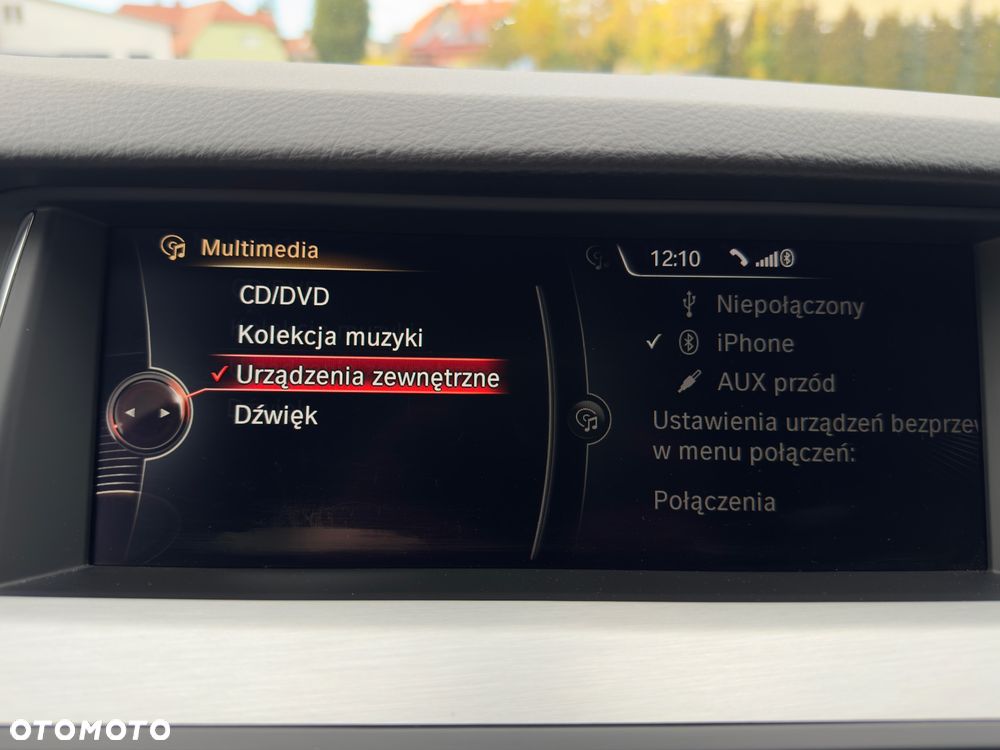 Multimedia
CD/DVD
Kolekcja muzyki
Urządzenia zewnętrzne
Dźwięk
12:10
Niepołączony
iPhone
AUX przód
Ustawienia urządzeń
w menu połączeń:
Połączenia
OTOMOTO